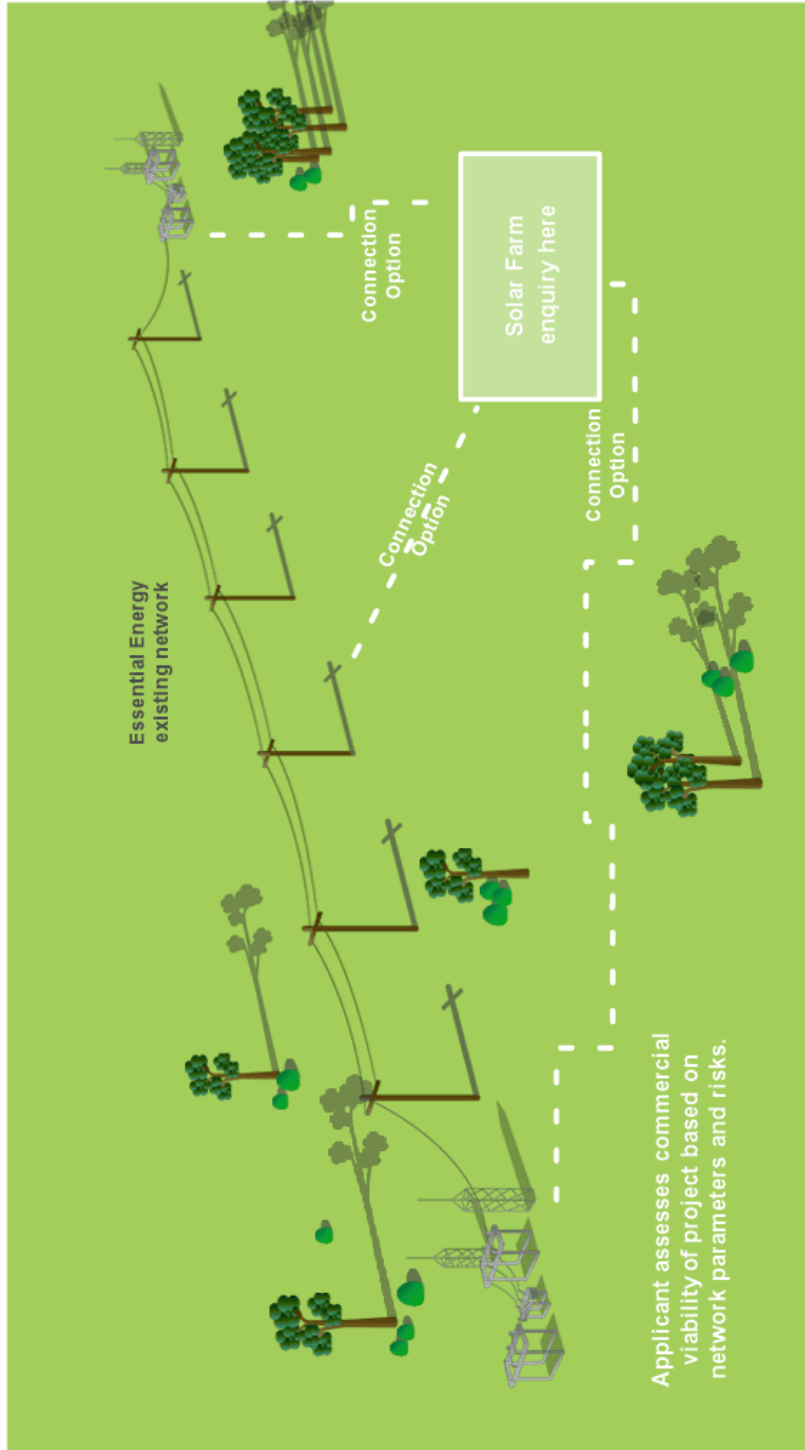 Essential Energy
existing network
Connection
Option
Connection
Option
Solar Farm
enquiry here
Connection
Option
Applicant assesses commercial
viability of project based on
network parameters and risks.